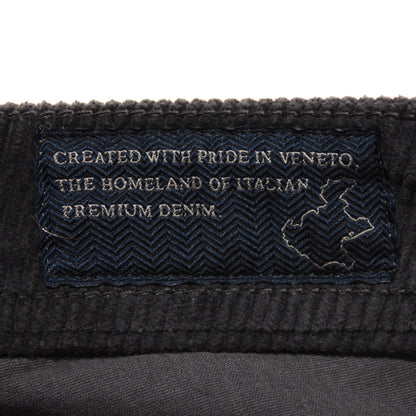 CREATED WITH PRIDE IN VENETO.
THE HOMELAND OF ITALIAN
PREMIUM DENIM.